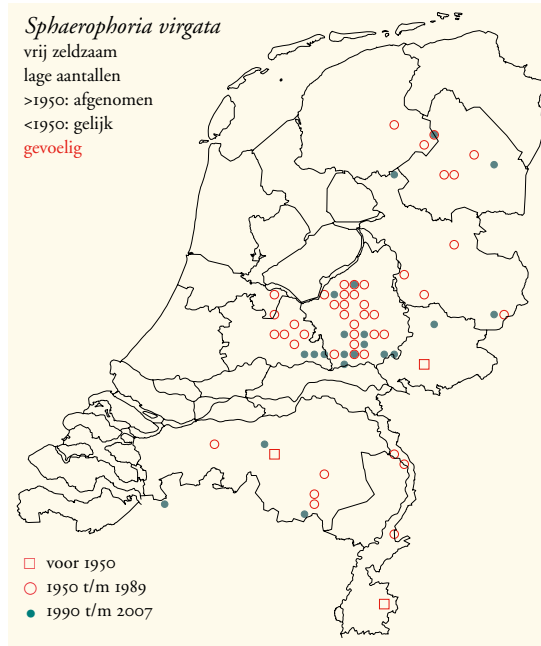 Sphaerophoria virgata
vrij zeldzaam
lage aantallen
>1950: afgenomen
<1950: gelijk
gevoelig
voor 1950
1950 t/m 1989
1990 t/m 2007